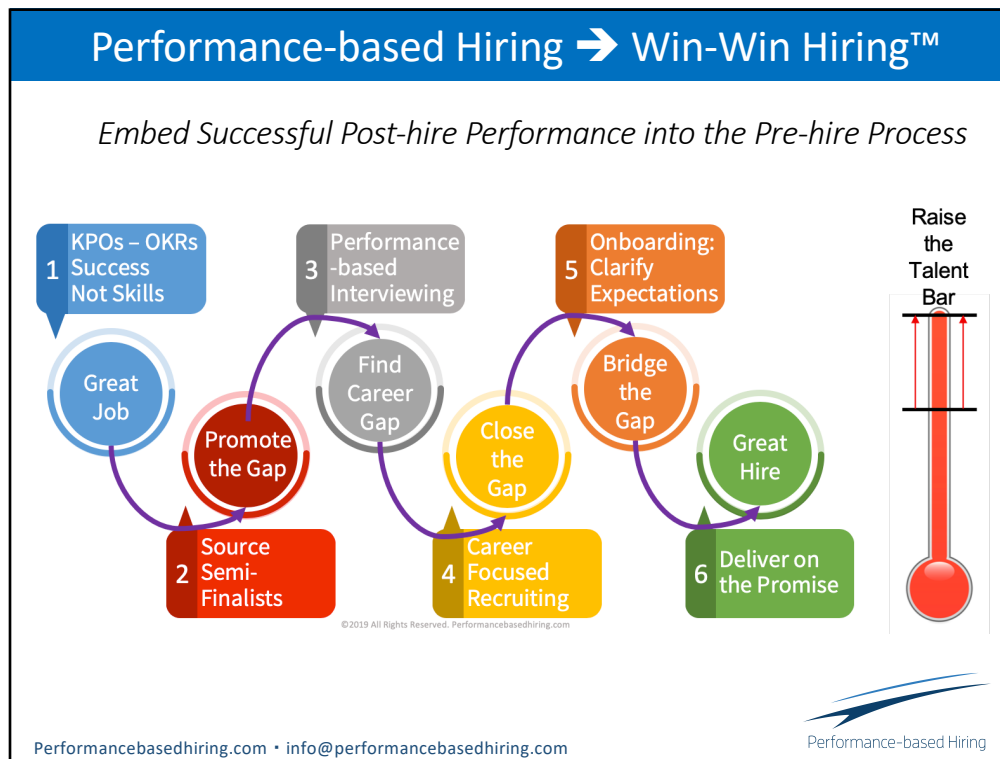 Performance-based Hiring ➔ Win-Win Hiring™
Embed Successful Post-hire Performance into the Pre-hire Process
1
KPOs – OKRs
Success
Not Skills
Great
Job
2
Source
Semi-
Finalists
Promote
the Gap
3
Performance
-based
Interviewing
Find
Career
Gap
4
Career
Focused
Recruiting
Close
the
Gap
5
Onboarding:
Clarify
Expectations
Bridge
the
Gap
6
Deliver on
the Promise
Great
Hire
Raise
the
Talent
Bar
©2019 All Rights Reserved. Performancebasedhiring.com
Performancebasedhiring.com • info@performancebasedhiring.com
Performance-based Hiring